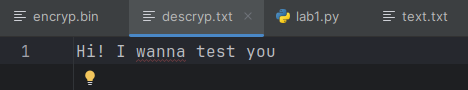 encryp.bin descryp.txt lab1.py text.txt
1 Hi! I wanna test you